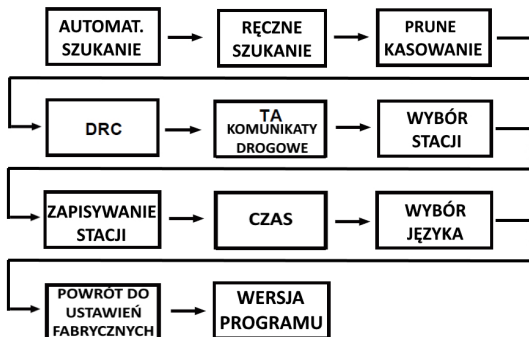 AUTOMAT.
SZUKANIE
RĘCZNE
SZUKANIE
PRUNE
KASOWANIE
DRC
TA
KOMUNIKATY
DROGOWE
WYBÓR
STACJI
ZAPISYWANIE
STACJI
CZAS
WYBÓR
JĘZYKA
POWRÓT DO
USTAWIEŃ
FABRYCZNYCH
WERSJA
PROGRAMU